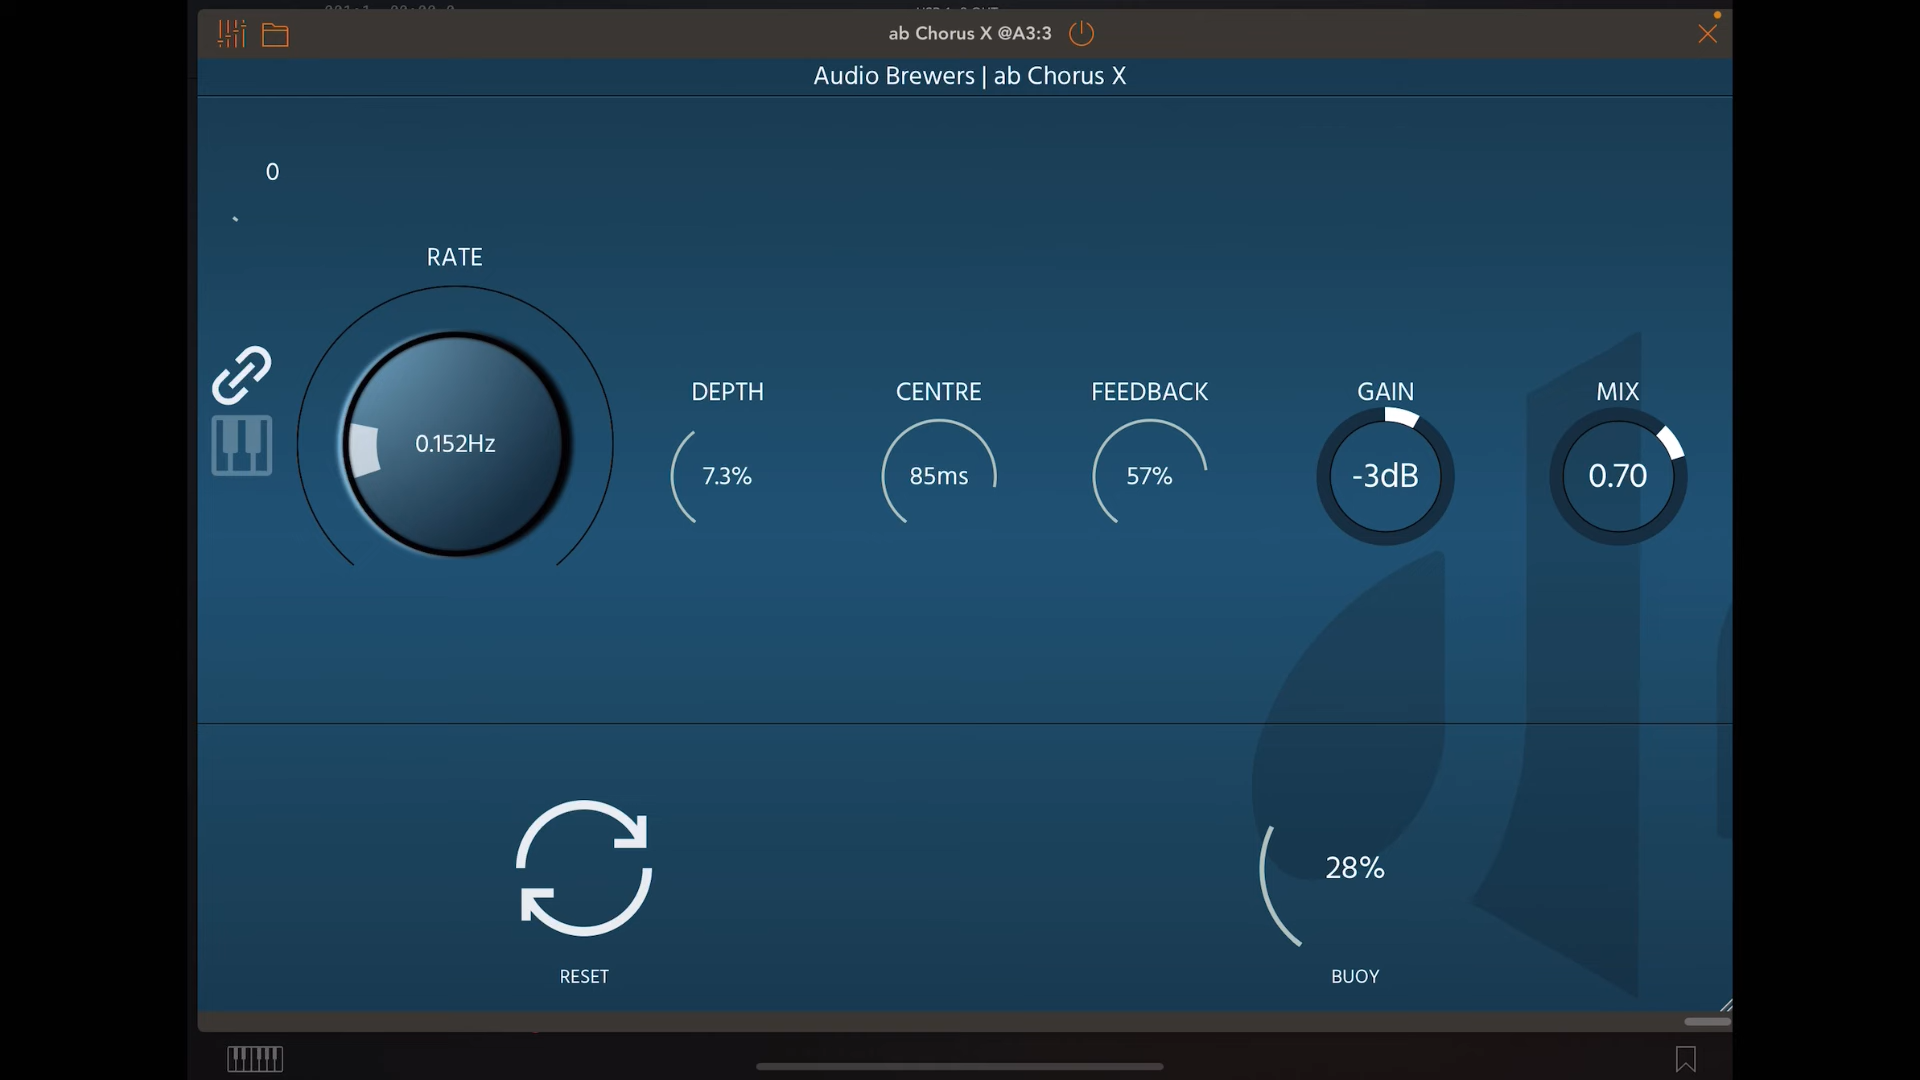 ab Chorus X @A3:3
Audio Brewers | ab Chorus X
0
RATE
0.152Hz
DEPTH
7.3%
CENTRE
85ms
FEEDBACK
57%
GAIN
-3dB
MIX
0.70
RESET
28%
BUOY